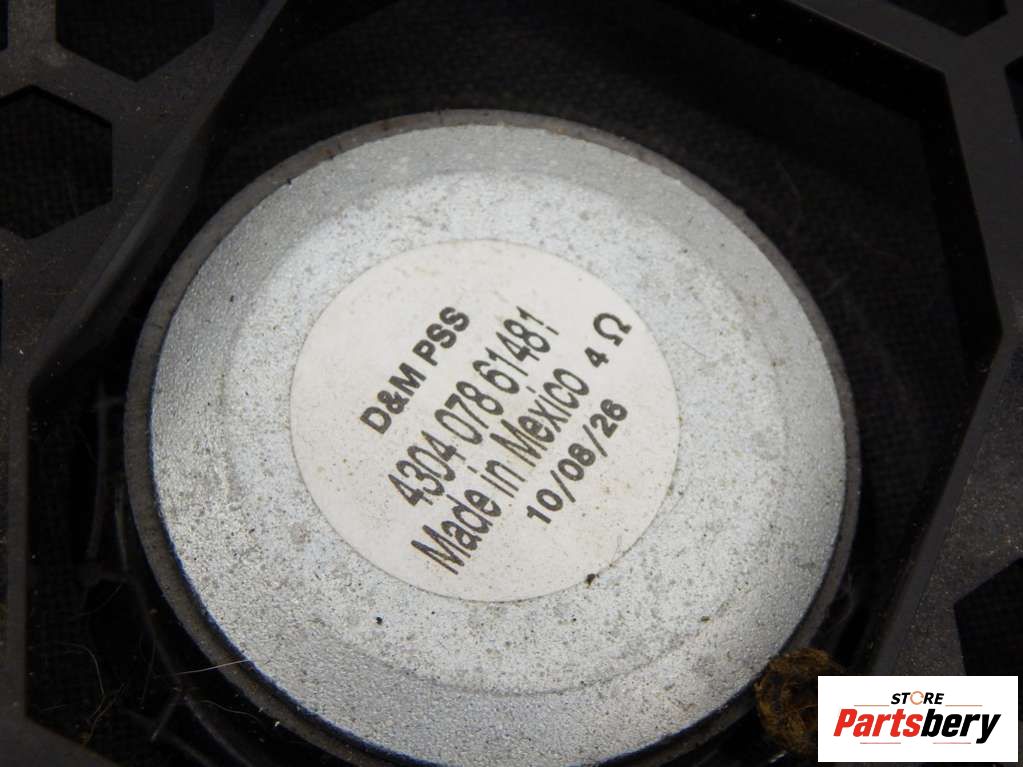 D&M PSS
4304 078 61481
Made in Mexico 4 Ω
10/08/26
STORE
Partsbery